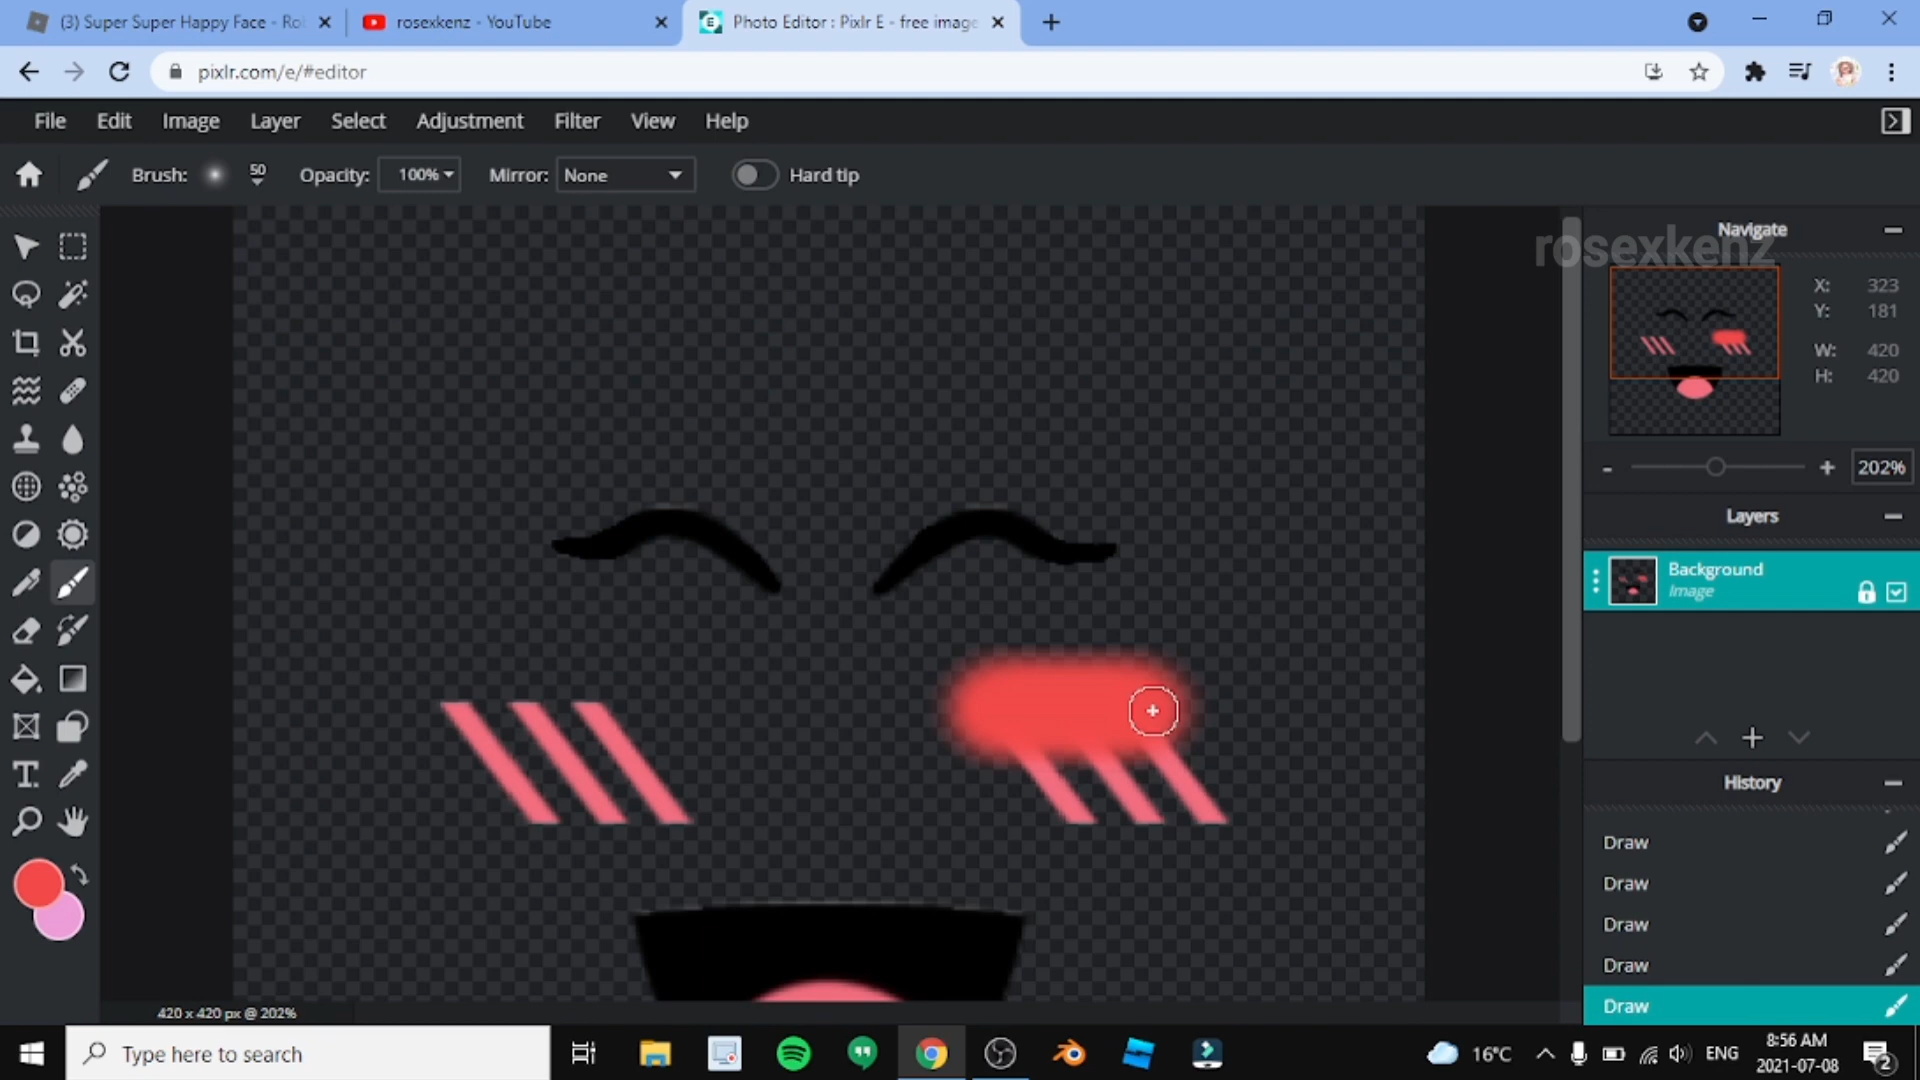 (3) Super Super Happy Face - Ro
rosexkenz - YouTube
Photo Editor : Pixlr E - free image
pixlr.com/e/#editor
File Edit Image Layer Select Adjustment Filter View Help
Brush: 50 Opacity: 100% Mirror: None Hard tip
Navigate
rosexkenz
X: 323
Y: 181
W: 420
H: 420
- + 202%
Layers
Background
Image
History
Draw
Draw
Draw
Draw
Draw
420 x 420 px @ 202%
Type here to search
16°C
ENG
8:56 AM
2021-07-08
2